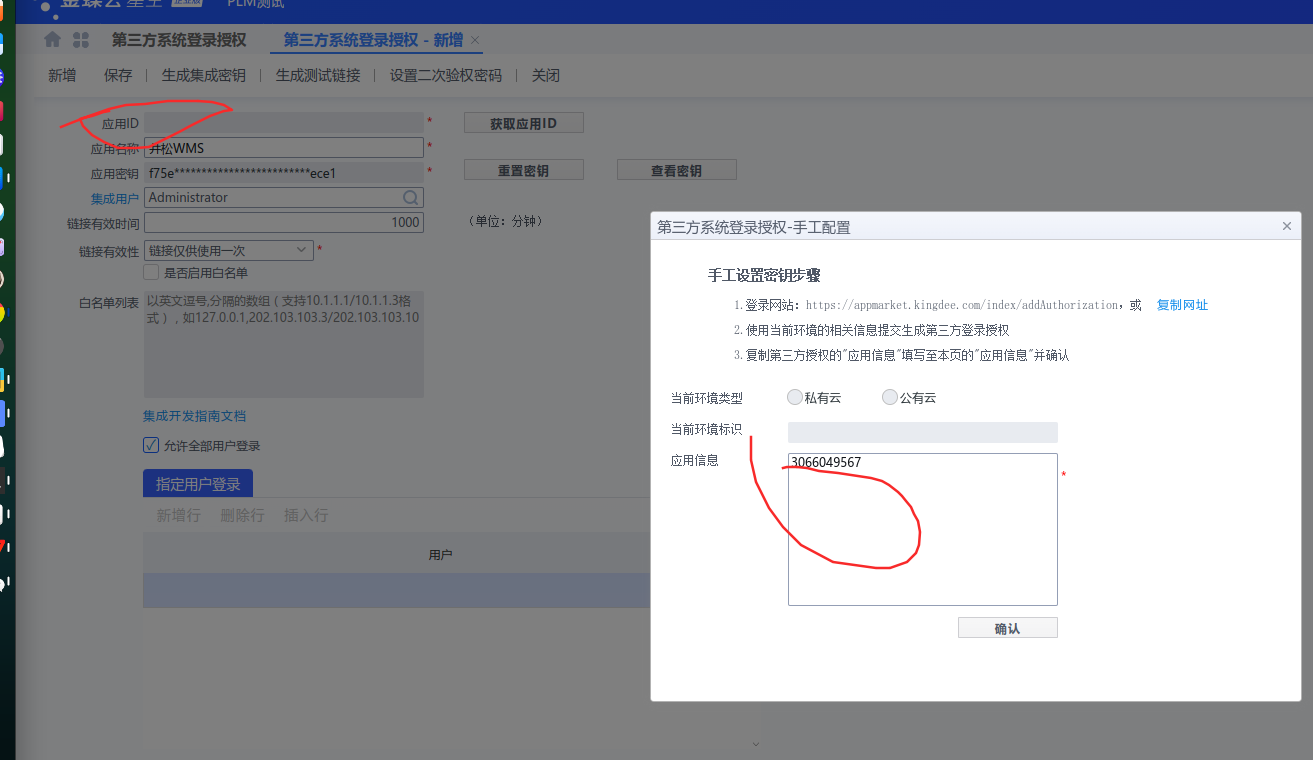 金蝶云 星空 企业版 PLM测试
第三方系统登录授权 第三方系统登录授权 - 新增 ×
新增 保存 | 生成集成密钥 | 生成测试链接 | 设置二次验权密码 | 关闭
应用ID * 获取应用ID
应用名称 井松WMS *
应用密钥 f75e*************************ece1 * 重置密钥 查看密钥
集成用户 Administrator
链接有效时间 1000 （单位：分钟）
链接有效性 链接仅供使用一次 *
是否启用白名单
白名单列表 以英文逗号,分隔的数组（支持10.1.1.1/10.1.1.3格
式），如127.0.0.1,202.103.103.3/202.103.103.10
集成开发指南文档
允许全部用户登录
指定用户登录
新增行 删除行 插入行
用户
第三方系统登录授权-手工配置 ×
手工设置密钥步骤
1. 登录网站：https://appmarket.kingdee.com/index/addAuthorization，或 复制网址
2. 使用当前环境的相关信息提交生成第三方登录授权
3. 复制第三方授权的"应用信息"填写至本页的"应用信息"并确认
当前环境类型 私有云 公有云
当前环境标识
应用信息 3066049567 *
确认